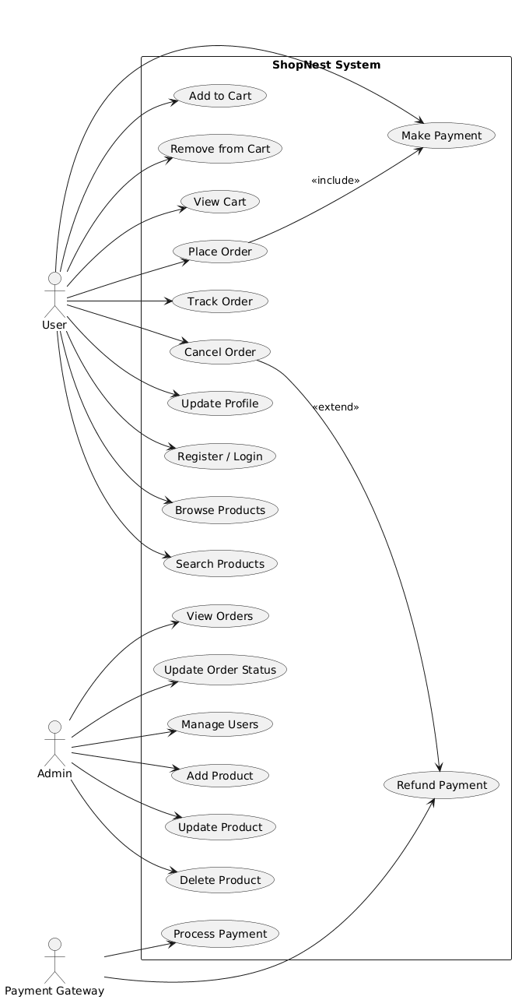 ShopNest System
Add to Cart
Make Payment
Remove from Cart
«include»
View Cart
Place Order
Track Order
User
Cancel Order
Update Profile
«extend»
Register / Login
Browse Products
Search Products
View Orders
Update Order Status
Manage Users
Admin
Add Product
Refund Payment
Update Product
Delete Product
Process Payment
Payment Gateway